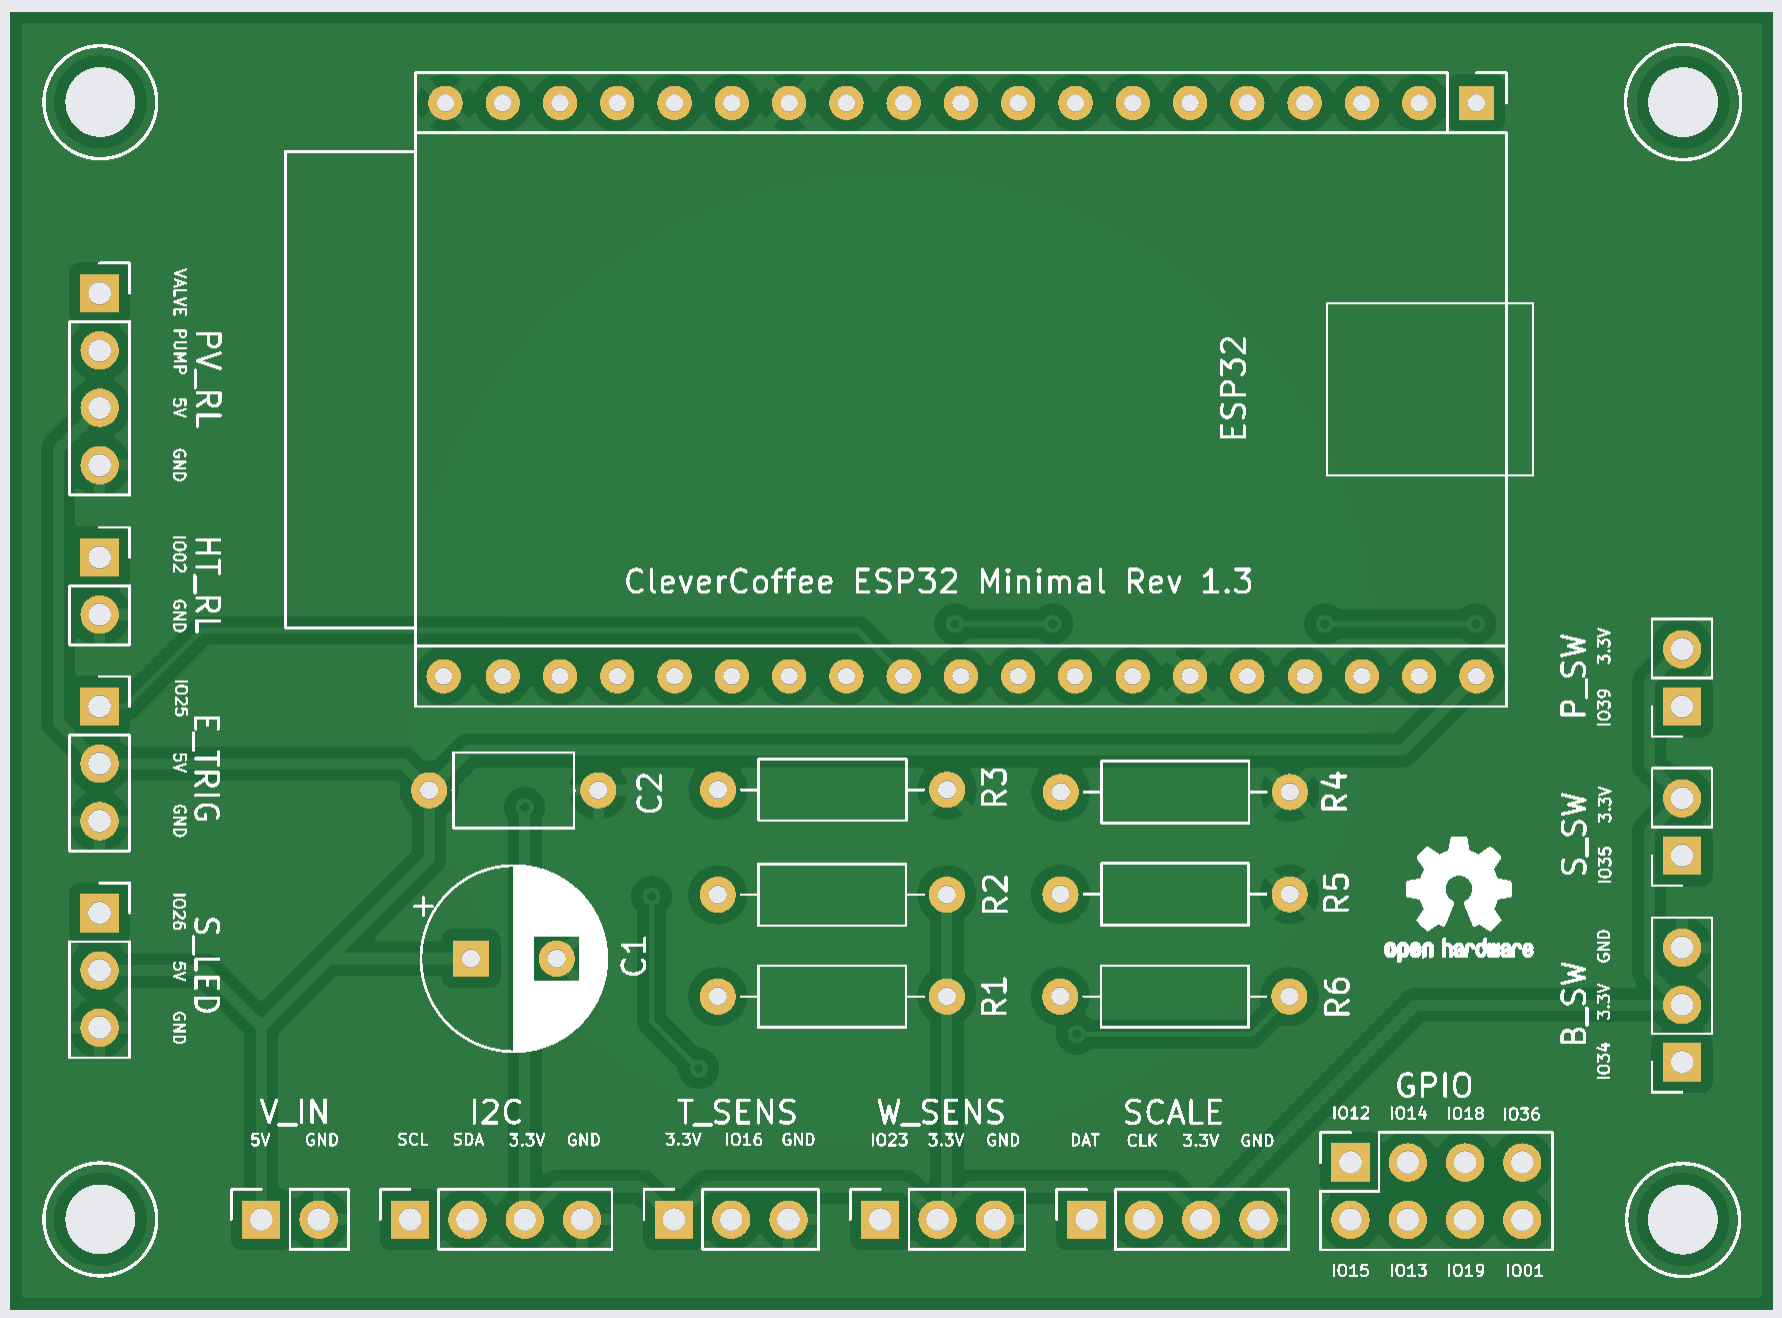 VALVE
PUMP
5V
GND
PV_RL
IO02
GND
HT_RL
IO25
5V
GND
E_TRIG
IO26
5V
GND
S_LED
ESP32
CleverCoffee ESP32 Minimal Rev 1.3
C2
R3
R4
+
C1
R2
R5
R1
R6
3.3V
IO39
P_SW
3.3V
IO35
S_SW
GND
3.3V
IO34
B_SW
open hardware
V_IN
5V GND
I2C
SCL SDA 3.3V GND
T_SENS
3.3V IO16 GND
W_SENS
IO23 3.3V GND
SCALE
DAT CLK 3.3V GND
GPIO
IO12 IO14 IO18 IO36
IO15 IO13 IO19 IO01